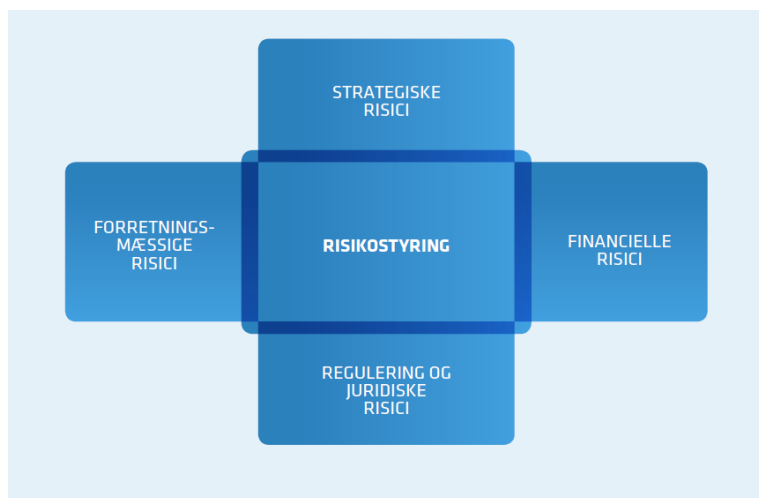 STRATEGISKE
RISICI
FORRETNINGS-
MÆSSIGE
RISICI
RISIKOSTYRING
FINANCIELLE
RISICI
REGULERING OG
JURIDISKE
RISICI